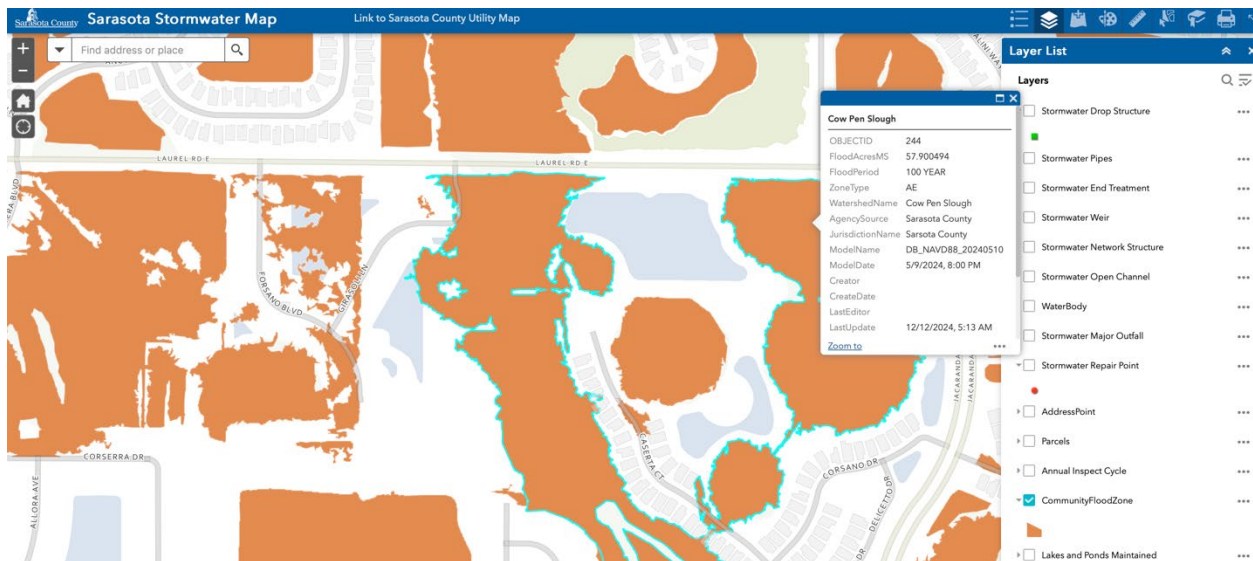 Sarasota County
Sarasota Stormwater Map
Link to Sarasota County Utility Map
Find address or place
Layer List
Layers
Stormwater Drop Structure
Stormwater Pipes
Stormwater End Treatment
Stormwater Weir
Stormwater Network Structure
Stormwater Open Channel
WaterBody
Stormwater Major Outfall
Stormwater Repair Point
AddressPoint
Parcels
Annual Inspect Cycle
CommunityFloodZone
Lakes and Ponds Maintained
Cow Pen Slough
OBJECTID 244
FloodAcresMS 57.900494
FloodPeriod 100 YEAR
ZoneType AE
WatershedName Cow Pen Slough
AgencySource Sarasota County
JurisdictionName Sarsota County
ModelName DB_NAVD88_20240510
ModelDate 5/9/2024, 8:00 PM
Creator
CreateDate
LastEditor
LastUpdate 12/12/2024, 5:13 AM
Zoom to
LAUREL RD E
LAUREL RD E
FORSANO BLVD
GIRASOL LN
CORSERRA DR
ALLORA AVE
CASERTA CT
CORSANO DR
DELICETTO
JACARANDA
JACARANDA